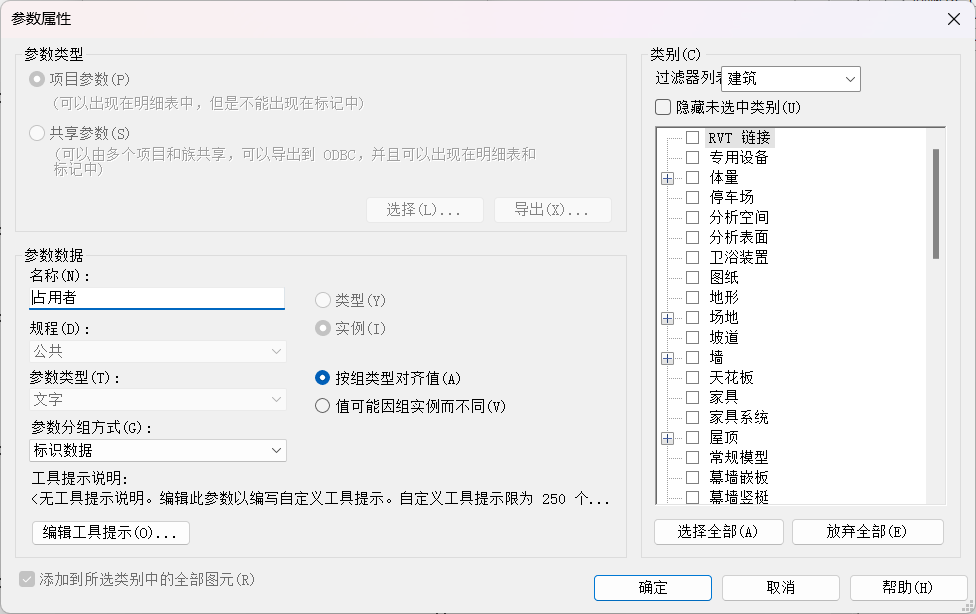 参数属性
参数类型
项目参数(P)
(可以出现在明细表中，但是不能出现在标记中)
共享参数(S)
(可以由多个项目和族共享，可以导出到 ODBC，并且可以出现在明细表和
标记中)
选择(L)...
导出(X)...
参数数据
名称(N)：
占用者
类型(Y)
规程(D)：
实例(I)
公共
参数类型(T)：
按组类型对齐值(A)
文字
值可能因组实例而不同(V)
参数分组方式(G)：
标识数据
工具提示说明:
<无工具提示说明。编辑此参数以编写自定义工具提示。自定义工具提示限为 250 个...
编辑工具提示(O)...
添加到所选类别中的全部图元(R)
类别(C)
过滤器列表
建筑
隐藏未选中类别(U)
RVT 链接
专用设备
体量
停车场
分析空间
分析表面
卫浴装置
图纸
地形
场地
坡道
墙
天花板
家具
家具系统
屋顶
常规模型
幕墙嵌板
幕墙竖梃
选择全部(A)
放弃全部(E)
确定
取消
帮助(H)